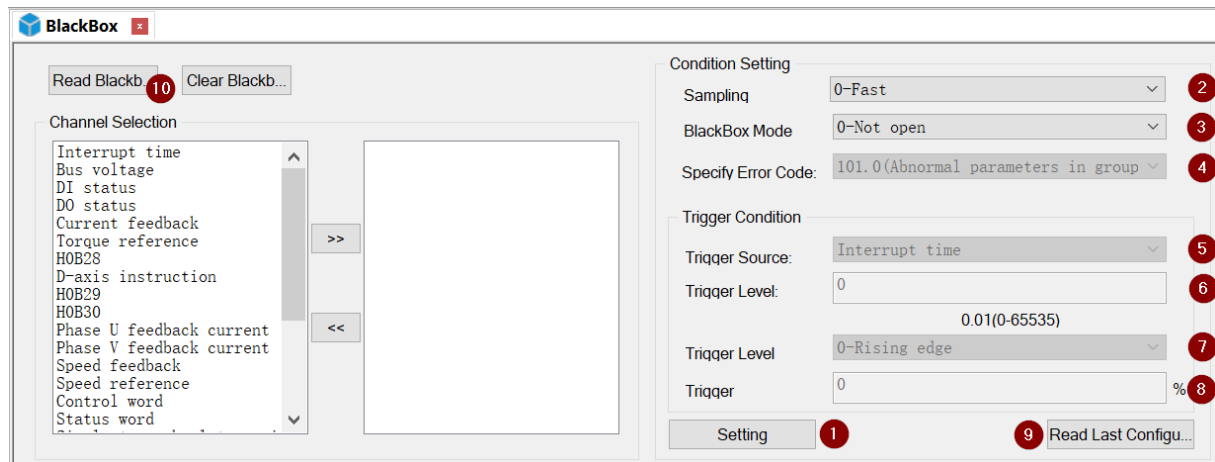 BlackBox x
Read Blackb... 10 Clear Blackb...
Channel Selection
Interrupt time
Bus voltage
DI status
DO status
Current feedback
Torque reference
H0B28
D-axis instruction
H0B29
H0B30
Phase U feedback current
Phase V feedback current
Speed feedback
Speed reference
Control word
Status word
>>
<<
Condition Setting
Sampling 0-Fast 2
BlackBox Mode 0-Not open 3
Specify Error Code: 101.0(Abnormal parameters in group 4
Trigger Condition
Trigger Source: Interrupt time 5
Trigger Level: 0 6
0.01(0-65535)
Trigger Level 0-Rising edge 7
Trigger 0 % 8
Setting 1 9 Read Last Configu...